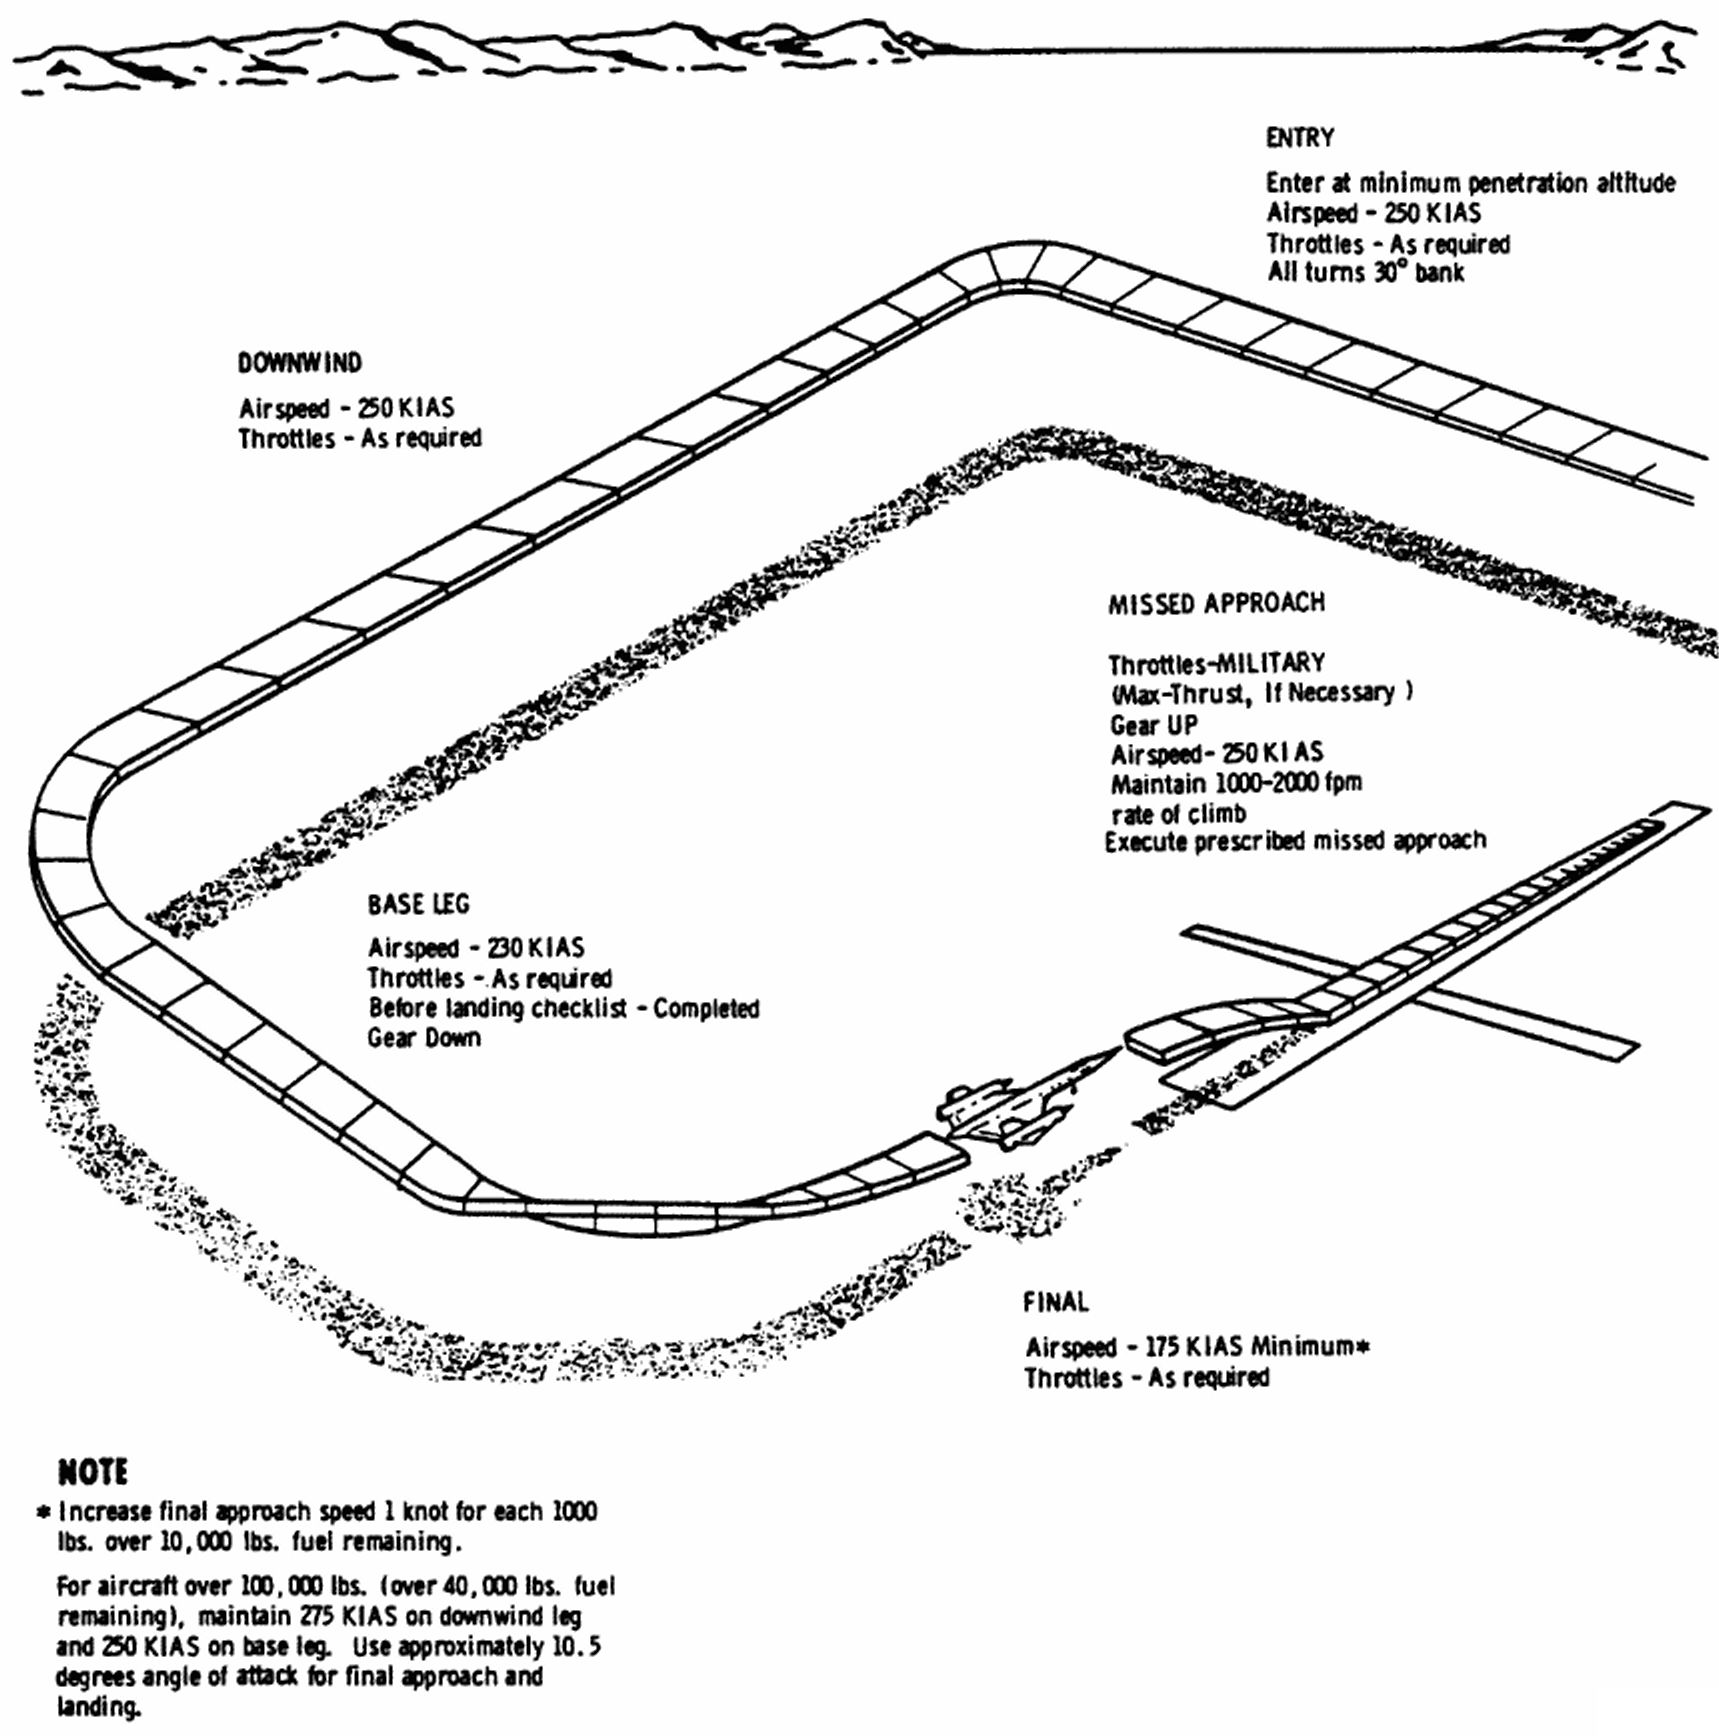 ENTRY
Enter at minimum penetration altitude
Airspeed - 250 KIAS
Throttles - As required
All turns 30° bank
DOWNWIND
Airspeed - 250 KIAS
Throttles - As required
MISSED APPROACH
Throttles-MILITARY
(Max-Thrust, If Necessary )
Gear UP
Airspeed- 250 KIAS
Maintain 1000-2000 fpm
rate of climb
Execute prescribed missed approach
BASE LEG
Airspeed - 230 KIAS
Throttles - As required
Before landing checklist - Completed
Gear Down
FINAL
Airspeed - 175 KIAS Minimum*
Throttles - As required
NOTE
* Increase final approach speed 1 knot for each 1000
lbs. over 10,000 lbs. fuel remaining.
For aircraft over 100,000 lbs. (over 40,000 lbs. fuel
remaining), maintain 275 KIAS on downwind leg
and 250 KIAS on base leg. Use approximately 10.5
degrees angle of attack for final approach and
landing.